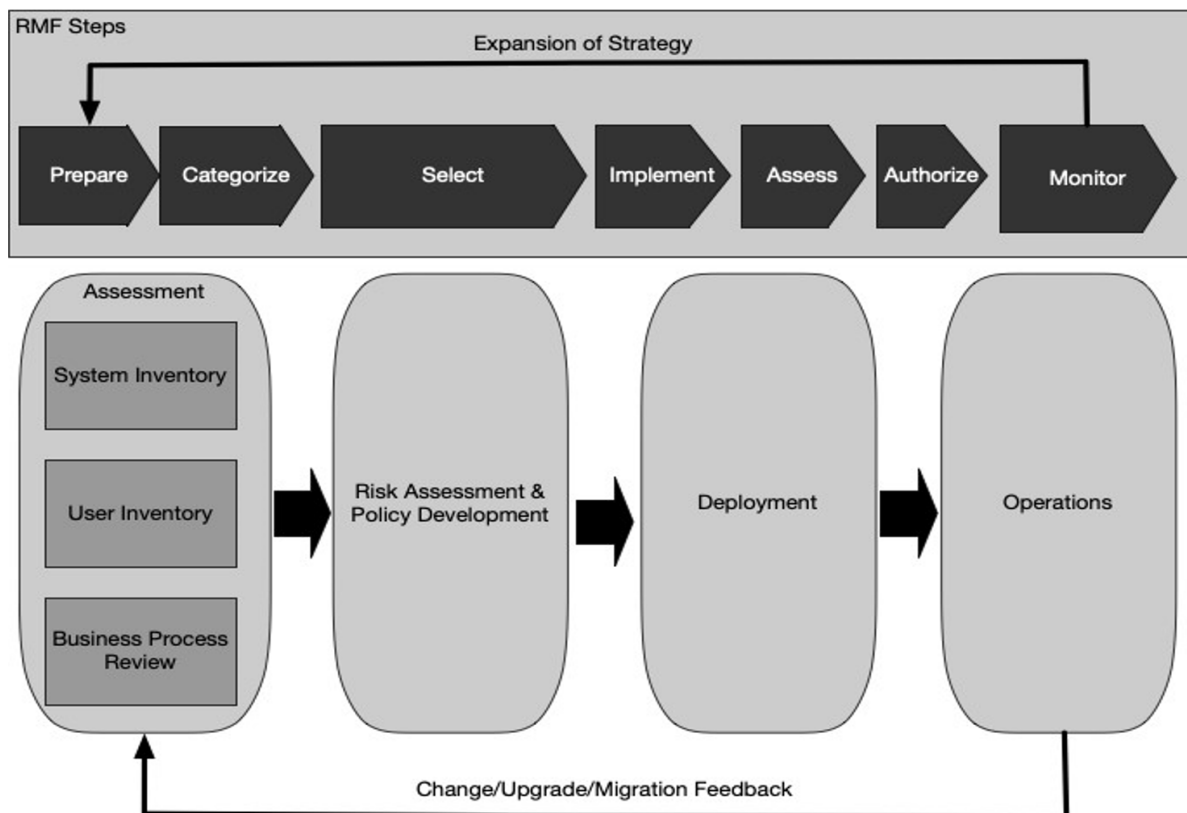 RMF Steps
Expansion of Strategy
Prepare
Categorize
Select
Implement
Assess
Authorize
Monitor
Assessment
System Inventory
User Inventory
Business Process
Review
Risk Assessment &
Policy Development
Deployment
Operations
Change/Upgrade/Migration Feedback